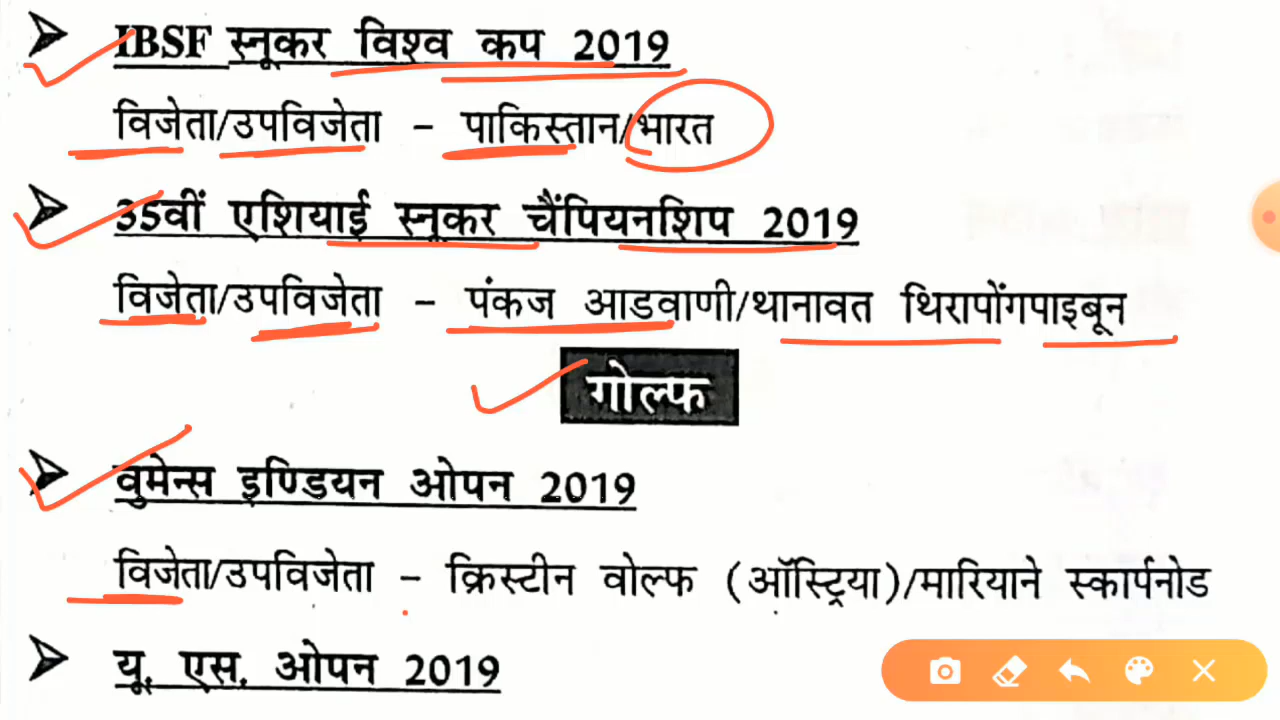 IBSF स्नूकर विश्व कप 2019
विजेता/उपविजेता – पाकिस्तान/भारत
35वीं एशियाई स्नूकर चैंपियनशिप 2019
विजेता/उपविजेता – पंकज आडवाणी/थानावत थिरापोंगपाइबून
गोल्फ
वुमेन्स इण्डियन ओपन 2019
विजेता/उपविजेता – क्रिस्टीन वोल्फ (ऑस्ट्रिया)/मारियाने स्कार्पनोड
यू. एस. ओपन 2019